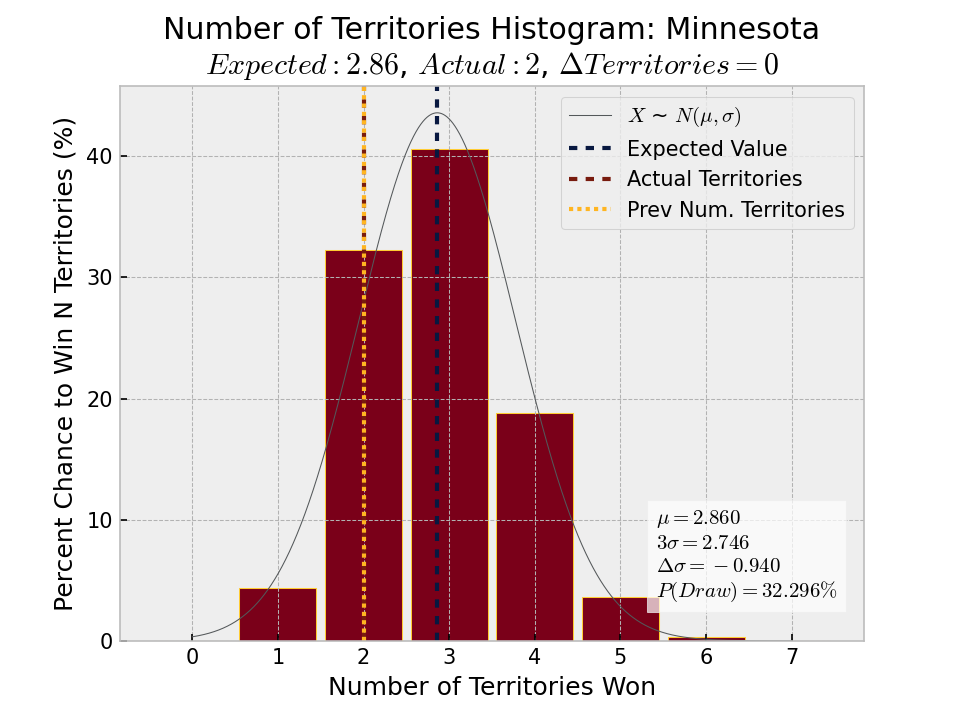 Number of Territories Histogram: Minnesota
Expected : 2.86, Actual : 2, ΔTerritories = 0
Percent Chance to Win N Territories (%)
40
30
20
10
0
X ~ N(μ, σ)
Expected Value
Actual Territories
Prev Num. Territories
μ = 2.860
3σ = 2.746
Δσ = − 0.940
P(Draw) = 32.296%
0 1 2 3 4 5 6 7
Number of Territories Won